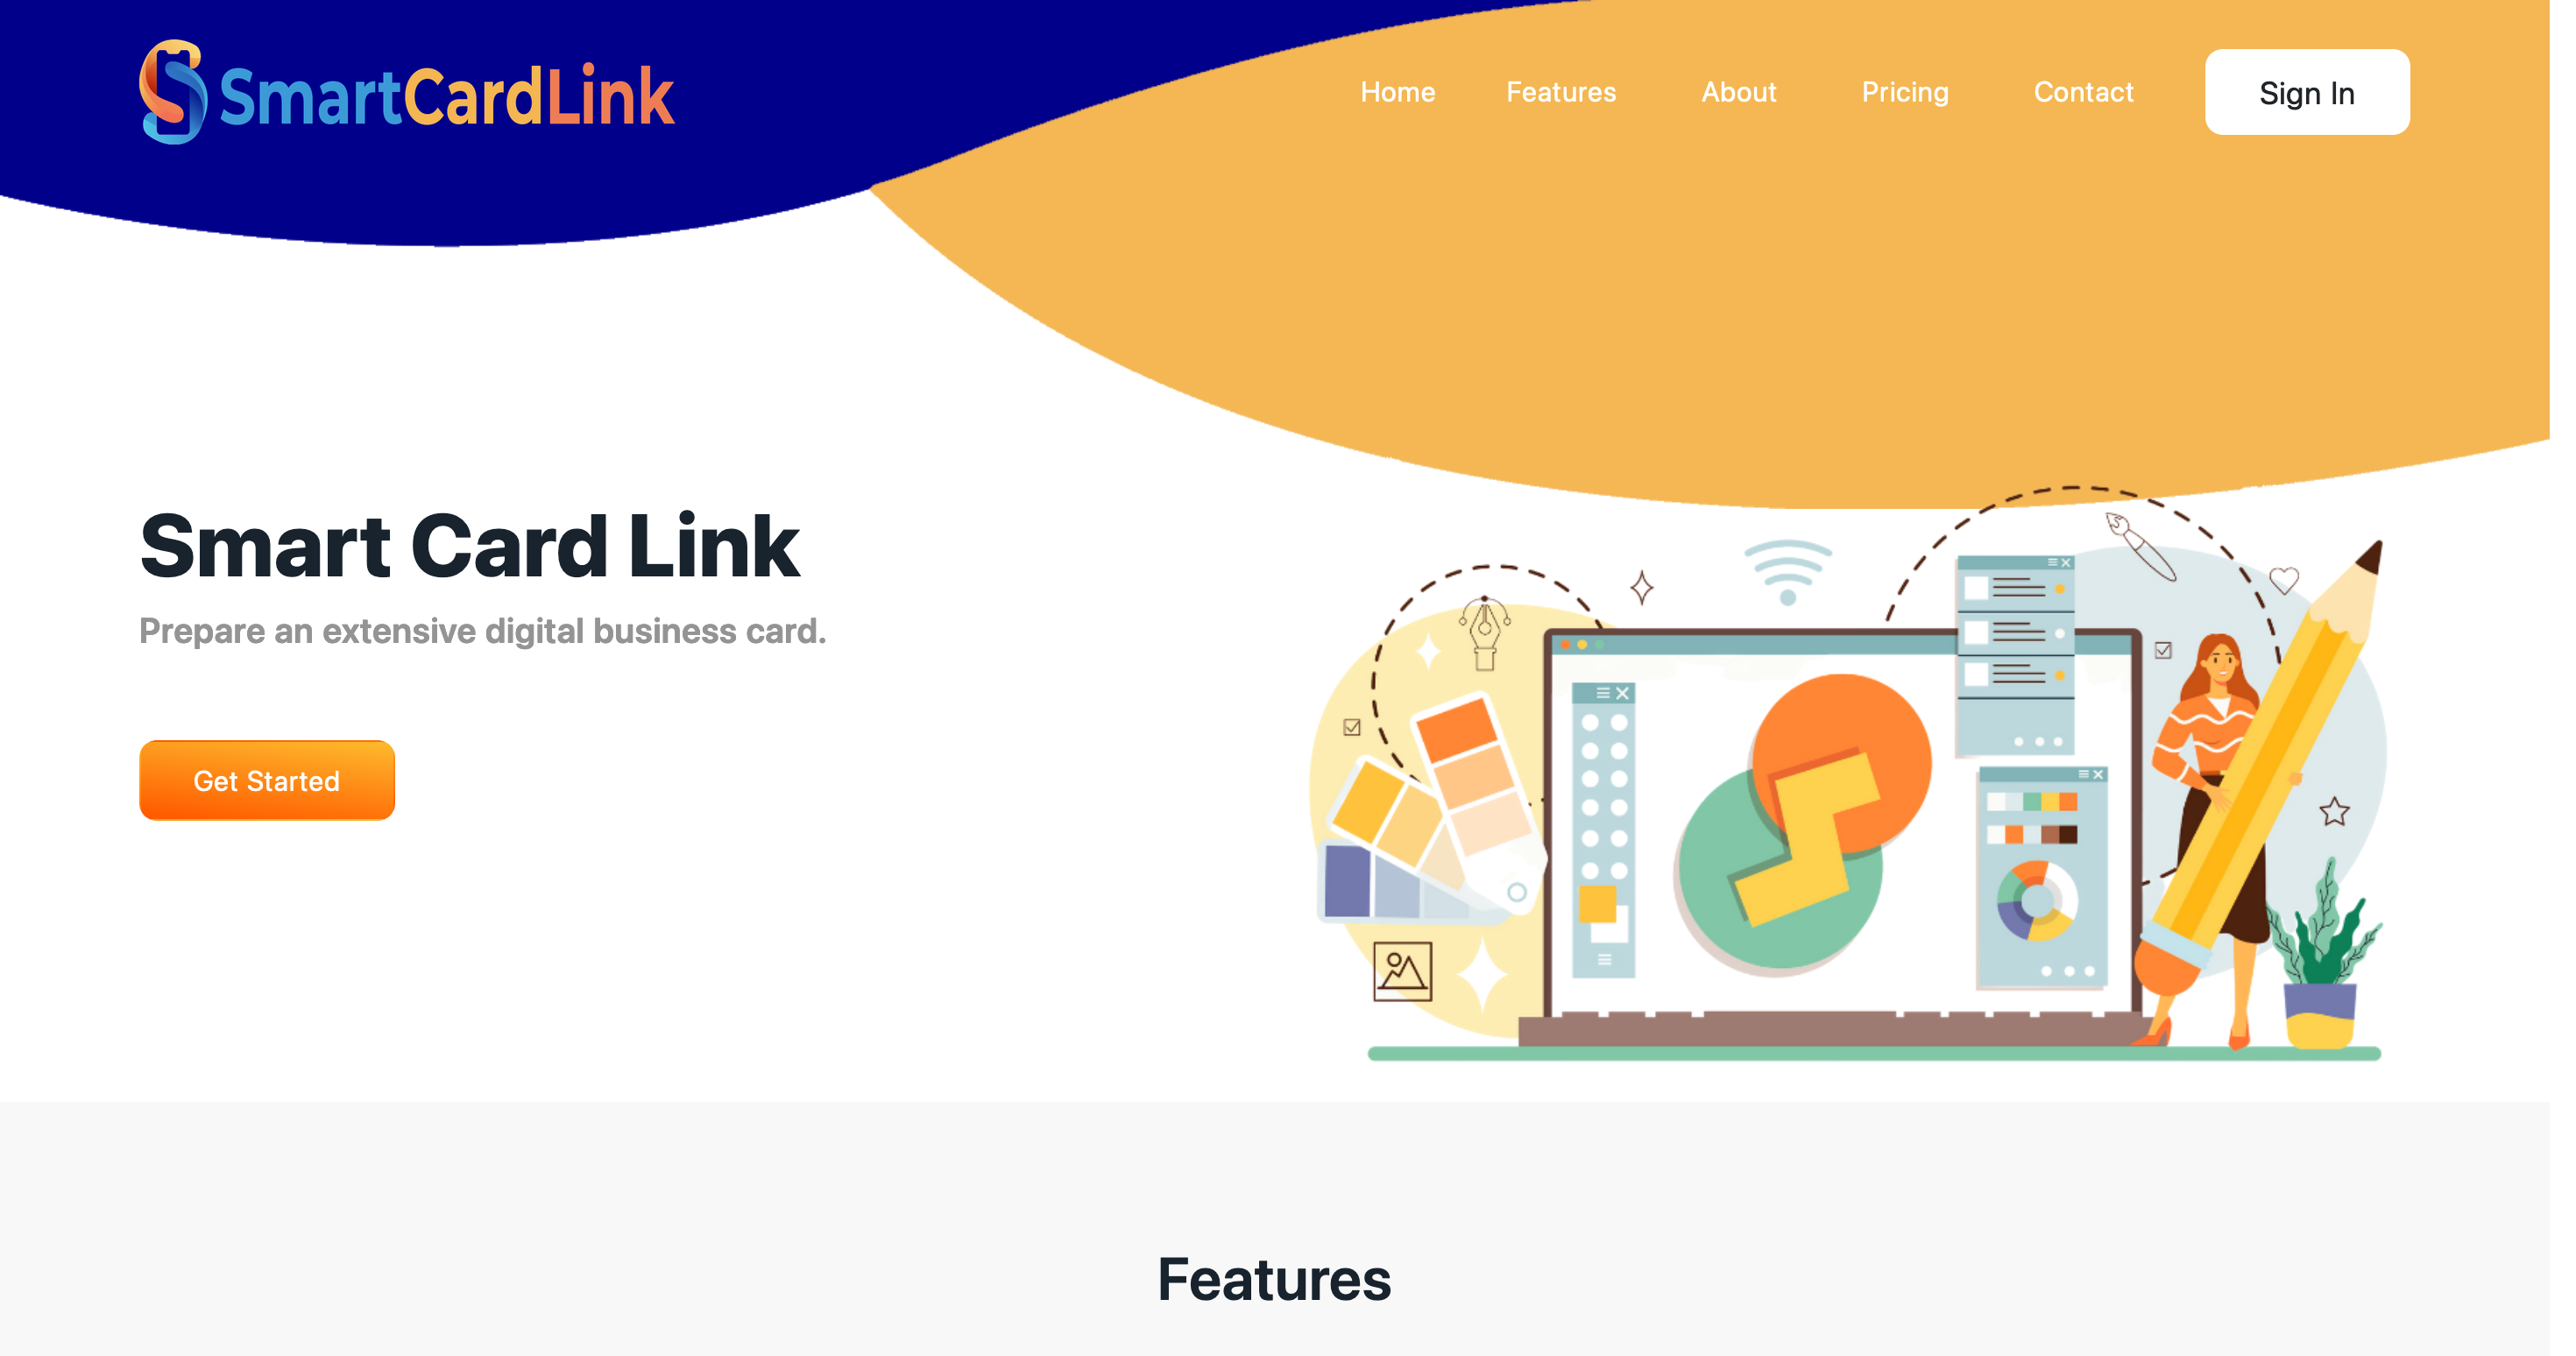 SmartCardLink
Home
Features
About
Pricing
Contact
Sign In
Smart Card Link
Prepare an extensive digital business card.
Get Started
Features